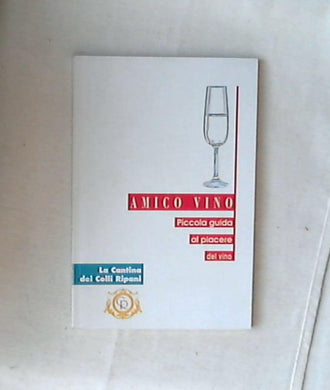 AMICO VINO
Piccola guida
al piacere
del vino
La Cantina
dei Colli Ripani